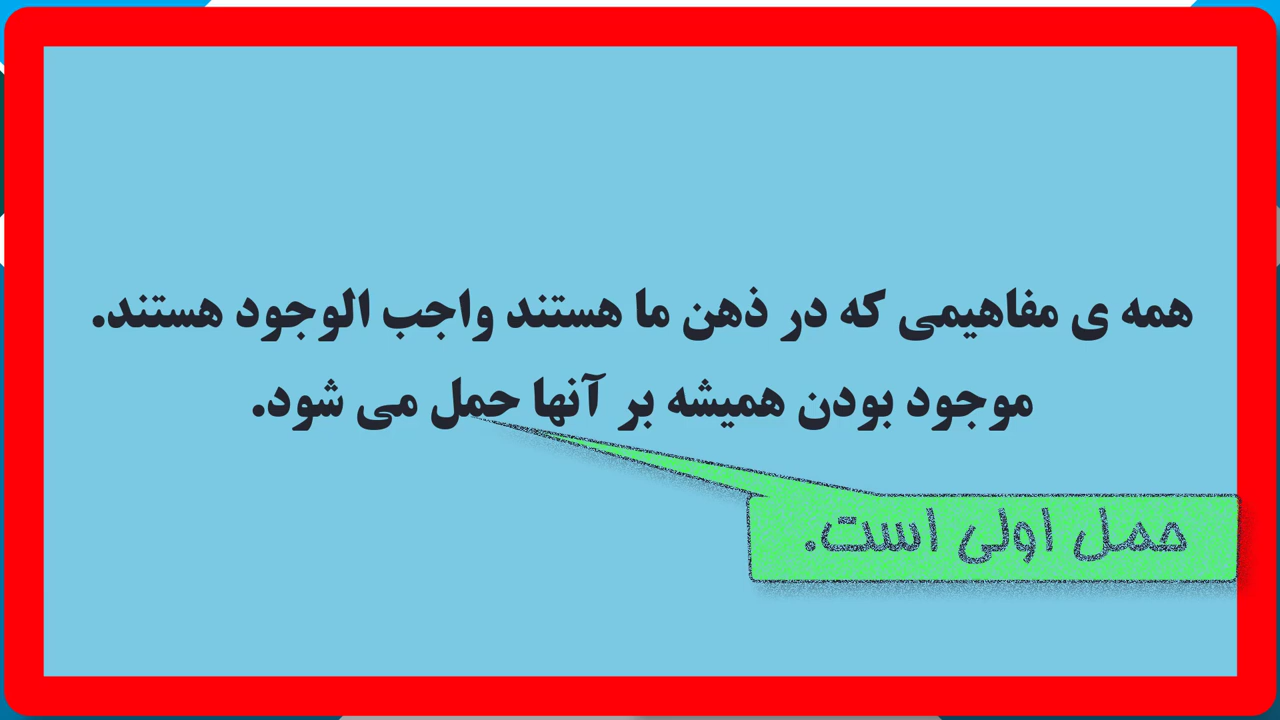 همه ی مفاهیمی که در ذهن ما هستند واجب الوجود هستند.
موجود بودن همیشه بر آنها حمل می شود.
حمل اولی است.